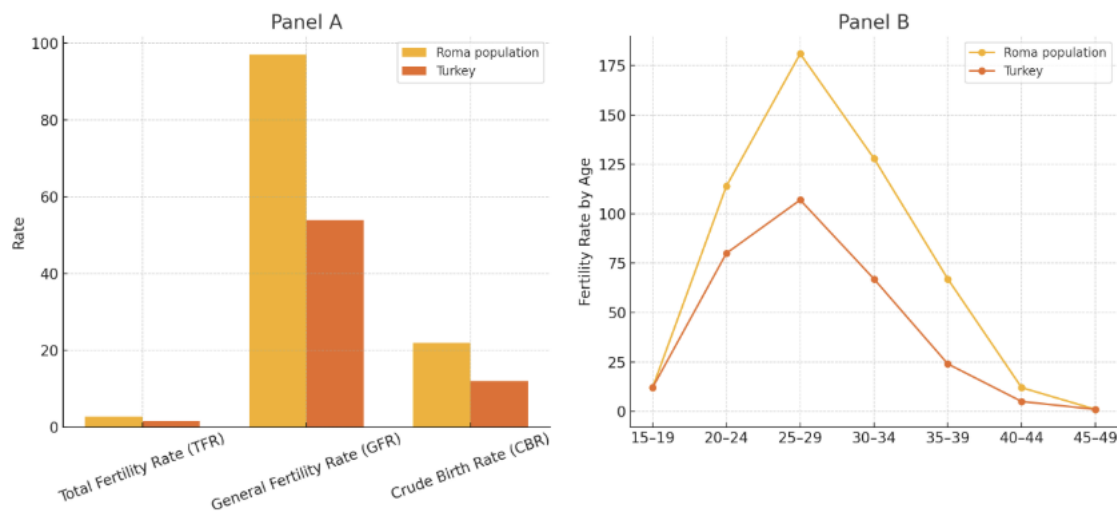 Panel A
100
80
60
40
20
0
Rate
Roma population
Turkey
Total Fertility Rate (TFR)
General Fertility Rate (GFR)
Crude Birth Rate (CBR)
Panel B
175
150
125
100
75
50
25
0
Fertility Rate by Age
Roma population
Turkey
15–19
20–24
25–29
30–34
35–39
40–44
45–49